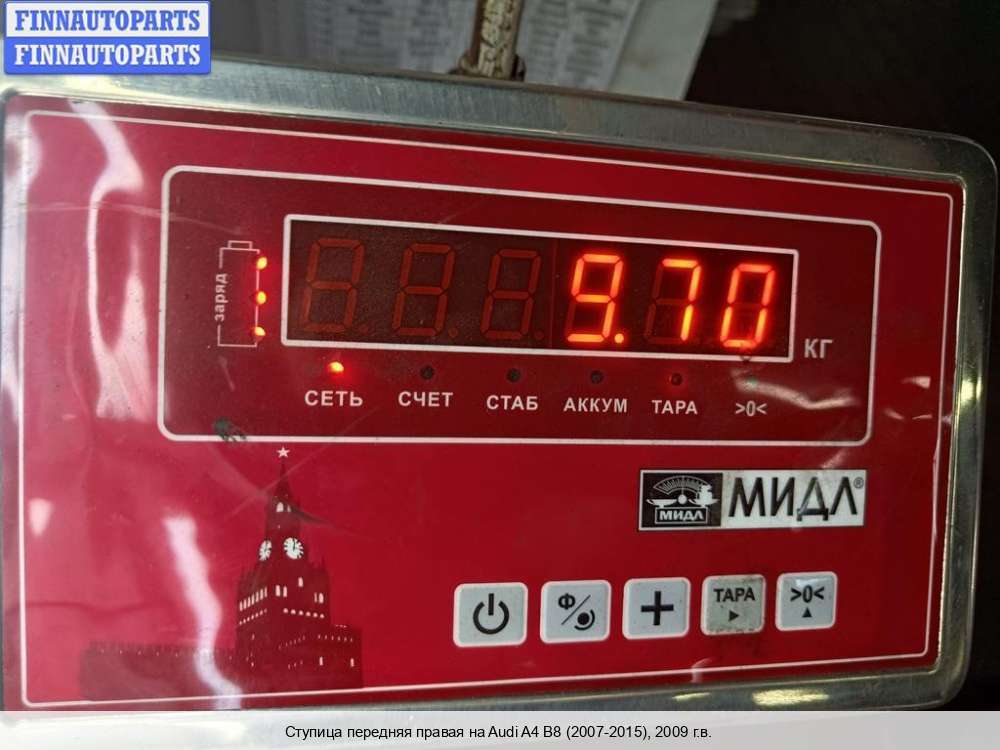 FINNAUTOPARTS
FINNAUTOPARTS
заряд
9.70
КГ
СЕТЬ СЧЕТ СТАБ АККУМ ТАРА >0<
МИДЛ МИДЛ®
Ф/ + ТАРА >0<
Ступица передняя правая на Audi A4 B8 (2007-2015), 2009 г.в.